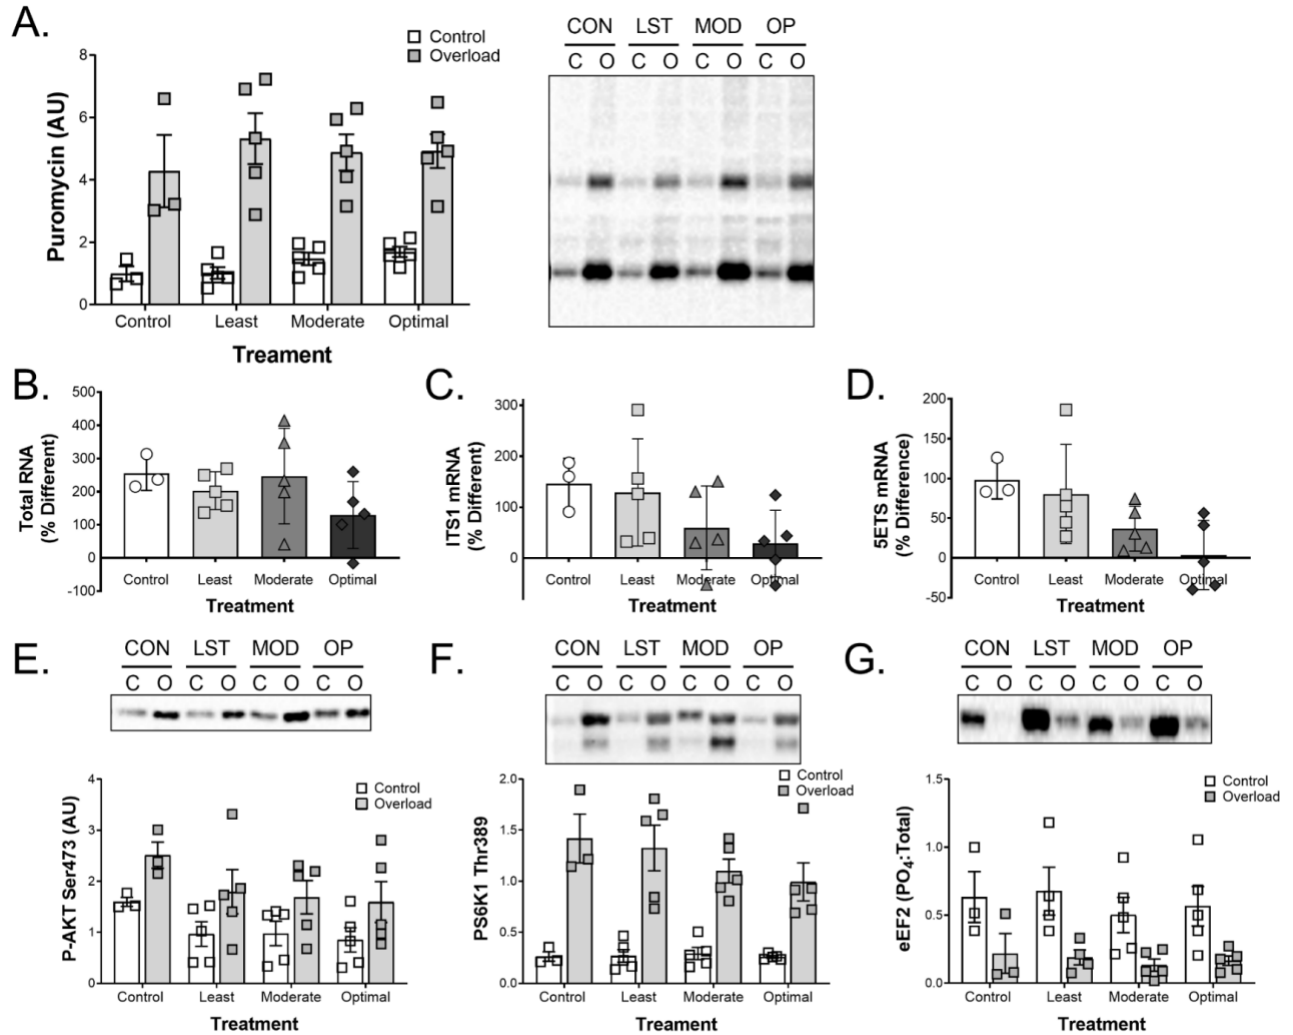 A.
Control
Overload
8
6
4
2
0
Puromycin (AU)
Control Least Moderate Optimal
Treament
CON LST MOD OP
C O C O C O C O
B.
500
400
300
200
100
0
-100
Total RNA
(% Different)
Control Least Moderate Optimal
Treatment
C.
300
200
100
0
ITS1 mRNA
(% Different)
Control Least Moderate Optimal
Treatment
D.
200
150
100
50
0
-50
5ETS mRNA
(% Difference)
Control Least Moderate Optimal
Treatment
E.
CON LST MOD OP
C O C O C O C O
Control
Overload
4
3
2
1
0
P-AKT Ser473 (AU)
Control Least Moderate Optimal
Treatment
F.
CON LST MOD OP
C O C O C O C O
Control
Overload
2.0
1.5
1.0
0.5
0.0
PS6K1 Thr389
Control Least Moderate Optimal
Treament
G.
CON LST MOD OP
C O C O C O C O
Control
Overload
1.5
1.0
0.5
0.0
eEF2 (PO4:Total)
Control Least Moderate Optimal
Treatment